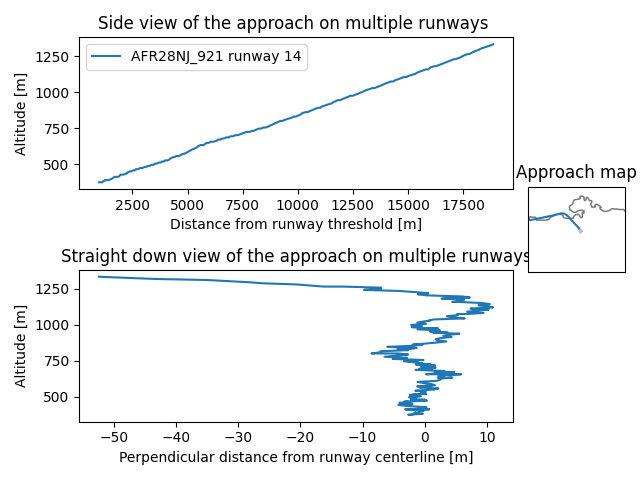 Side view of the approach on multiple runways
AFR28NJ_921 runway 14
Altitude [m]
1250
1000
750
500
2500
5000
7500
10000
12500
15000
17500
Distance from runway threshold [m]
Approach map
Straight down view of the approach on multiple runways
Altitude [m]
1250
1000
750
500
−50
−40
−30
−20
−10
0
10
Perpendicular distance from runway centerline [m]